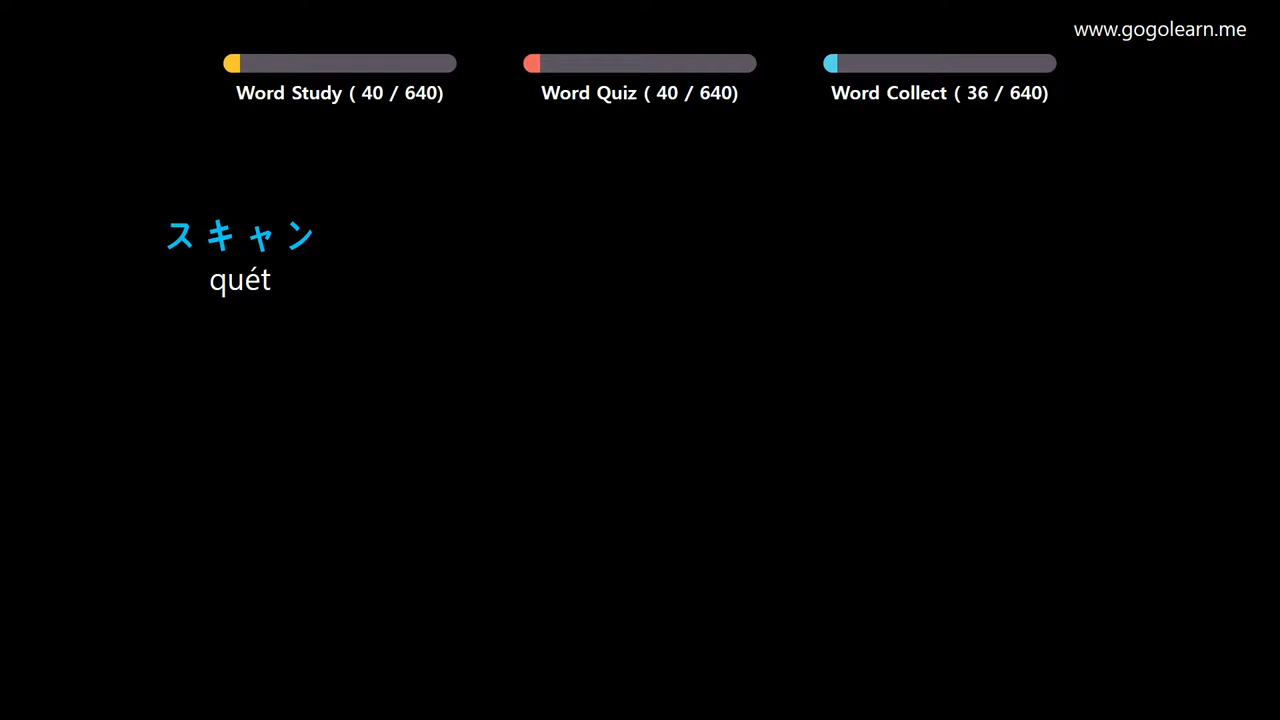 www.gogolearn.me
Word Study ( 40 / 640)
Word Quiz ( 40 / 640)
Word Collect ( 36 / 640)
スキャン
quét